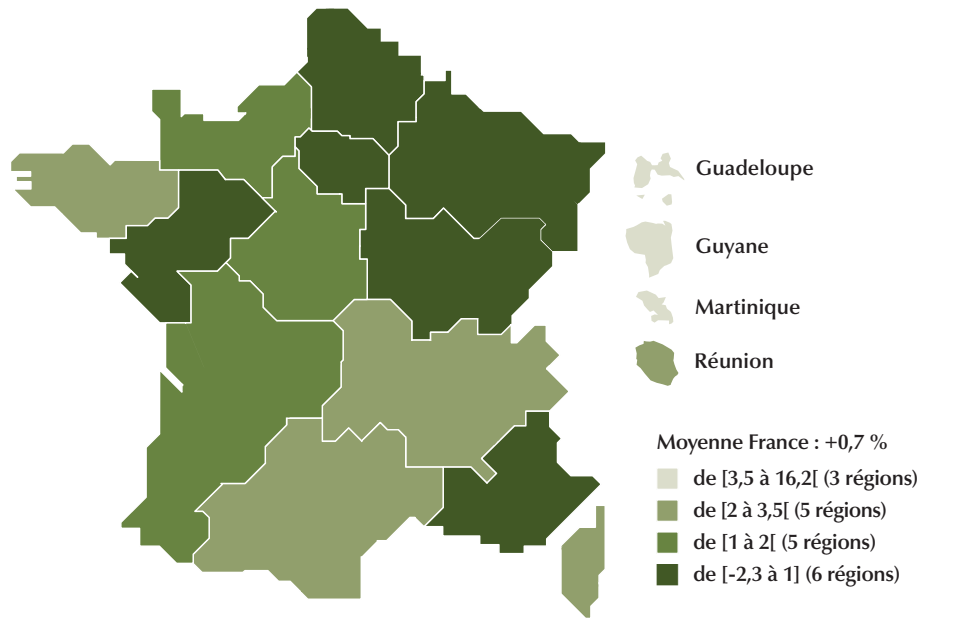 Guadeloupe
Guyane
Martinique
Réunion
Moyenne France : +0,7 %
de [3,5 à 16,2[ (3 régions)
de [2 à 3,5[ (5 régions)
de [1 à 2[ (5 régions)
de [-2,3 à 1] (6 régions)